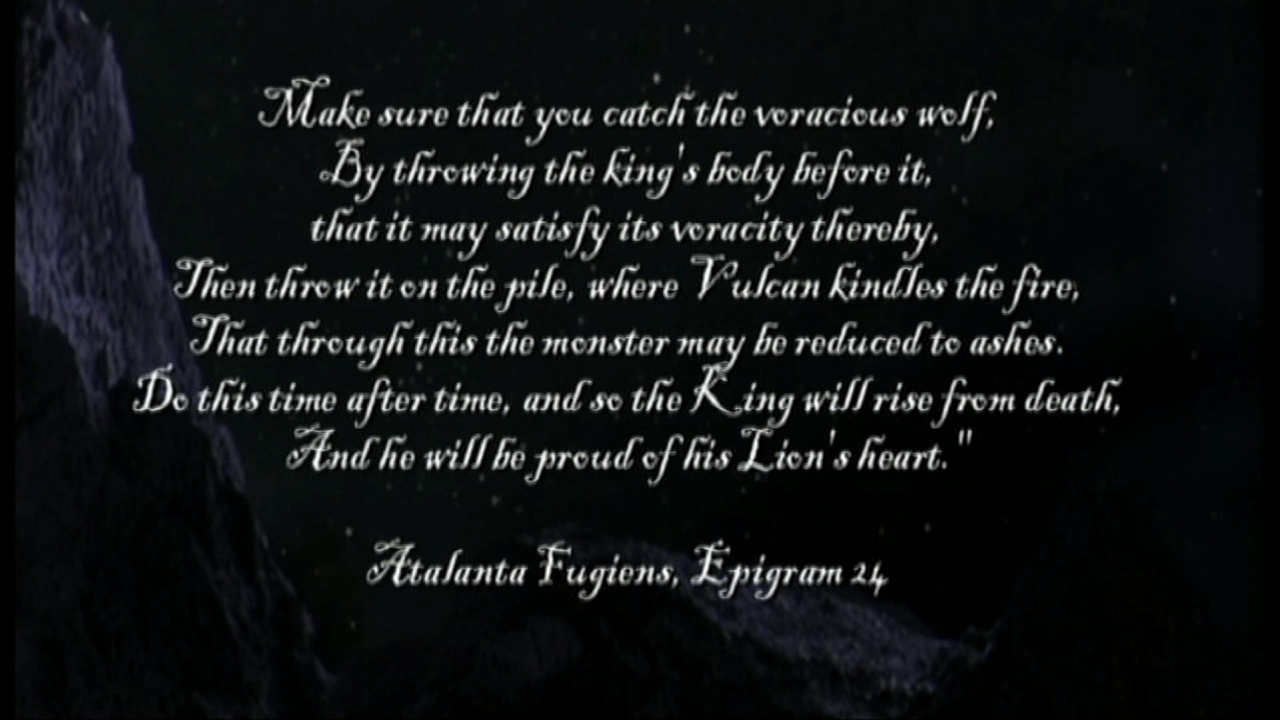 Make sure that you catch the voracious wolf,
By throwing the king's body before it,
that it may satisfy its voracity thereby,
Then throw it on the pile, where Vulcan kindles the fire,
That through this the monster may be reduced to ashes.
Do this time after time, and so the King will rise from death,
And he will be proud of his Lion's heart."
Atalanta Fugiens, Epigram 24